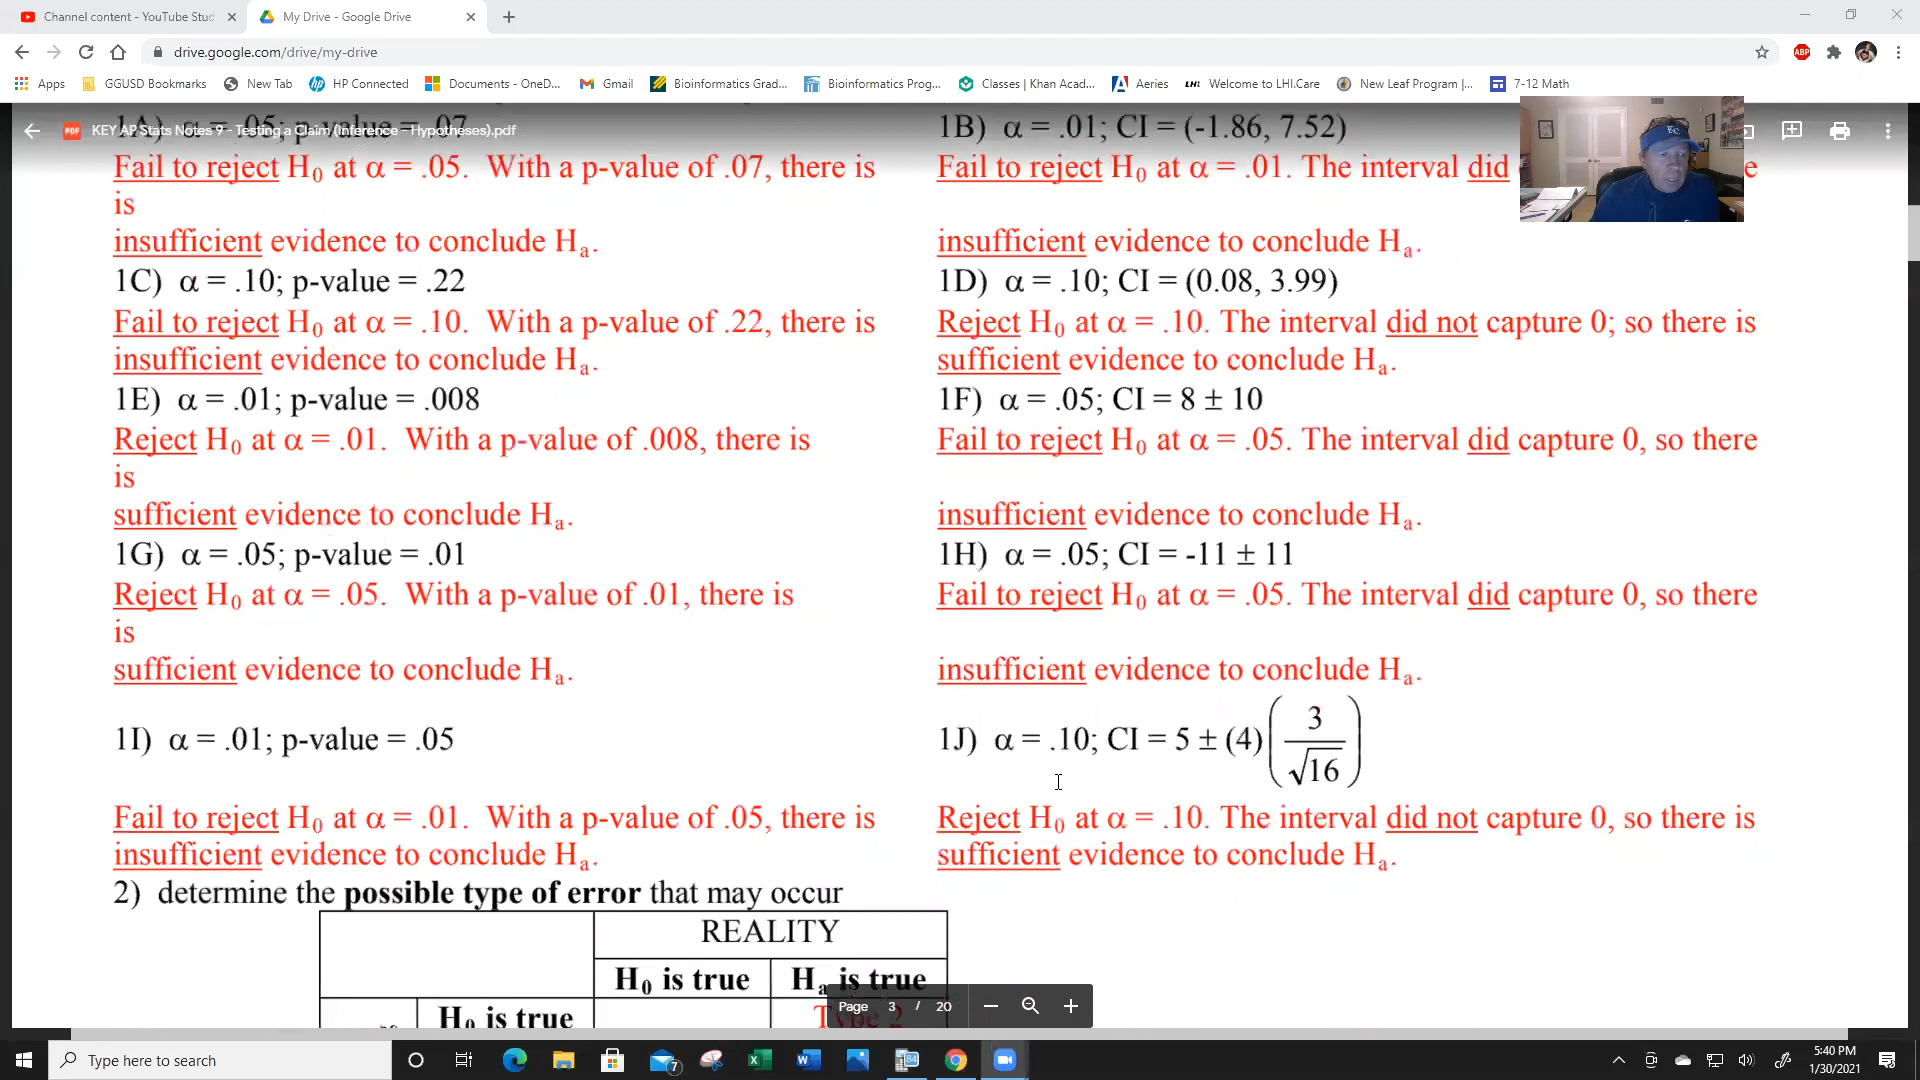 Channel content - YouTube Stud
My Drive - Google Drive
drive.google.com/drive/my-drive
ABP
Apps
GGUSD Bookmarks
New Tab
HP Connected
Documents - OneD...
Gmail
Bioinformatics Grad...
Bioinformatics Prog...
Classes | Khan Acad...
Aeries
LHI Welcome to LHI.Care
New Leaf Program |...
7-12 Math
PDF KEY AP Stats Notes 9 - Testing a Claim (Inference - Hypotheses).pdf
1A) α = .05; p-value = .07
1B) α = .01; CI = (-1.86, 7.52)
Fail to reject H₀ at α = .05. With a p-value of .07, there is
is
insufficient evidence to conclude Hₐ.
Fail to reject H₀ at α = .01. The interval did
insufficient evidence to conclude Hₐ.
1C) α = .10; p-value = .22
1D) α = .10; CI = (0.08, 3.99)
Fail to reject H₀ at α = .10. With a p-value of .22, there is
insufficient evidence to conclude Hₐ.
Reject H₀ at α = .10. The interval did not capture 0; so there is
sufficient evidence to conclude Hₐ.
1E) α = .01; p-value = .008
1F) α = .05; CI = 8 ± 10
Reject H₀ at α = .01. With a p-value of .008, there is
is
sufficient evidence to conclude Hₐ.
Fail to reject H₀ at α = .05. The interval did capture 0, so there
insufficient evidence to conclude Hₐ.
1G) α = .05; p-value = .01
1H) α = .05; CI = -11 ± 11
Reject H₀ at α = .05. With a p-value of .01, there is
is
sufficient evidence to conclude Hₐ.
Fail to reject H₀ at α = .05. The interval did capture 0, so there
insufficient evidence to conclude Hₐ.
1I) α = .01; p-value = .05
1J) α = .10; CI = 5 ± (4)(3/√16)
Fail to reject H₀ at α = .01. With a p-value of .05, there is
insufficient evidence to conclude Hₐ.
Reject H₀ at α = .10. The interval did not capture 0, so there is
sufficient evidence to conclude Hₐ.
2) determine the possible type of error that may occur
REALITY
H₀ is true
Hₐ is true
H₀ is true
Type 2
Page 3 / 20
Type here to search
7
84
5:40 PM
1/30/2021